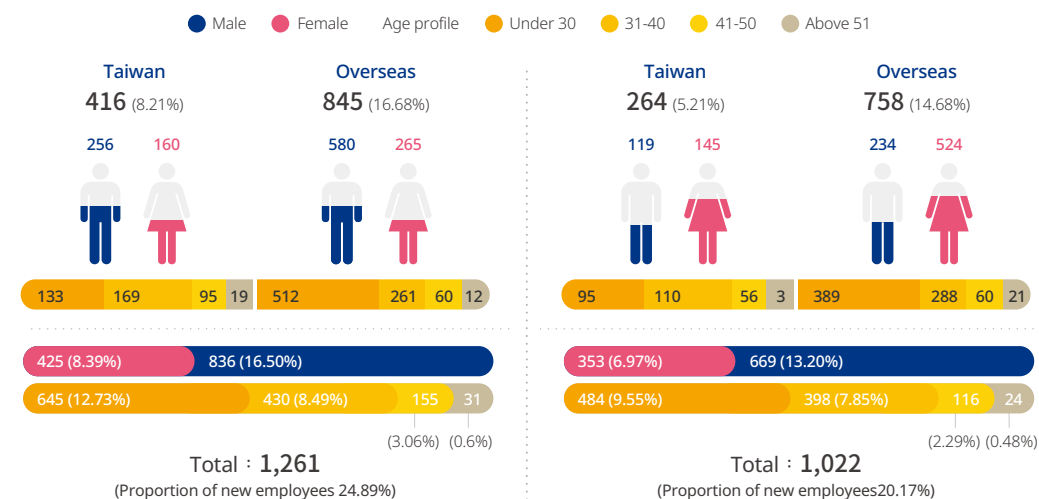 Male Female Age profile Under 30 31-40 41-50 Above 51
Taiwan
416 (8.21%)
256 160
133 169 95 19
Overseas
845 (16.68%)
580 265
512 261 60 12
425 (8.39%) 836 (16.50%)
645 (12.73%) 430 (8.49%) 155 31
(3.06%) (0.6%)
Total : 1,261
(Proportion of new employees 24.89%)
Taiwan
264 (5.21%)
119 145
95 110 56 3
Overseas
758 (14.68%)
234 524
389 288 60 21
353 (6.97%) 669 (13.20%)
484 (9.55%) 398 (7.85%) 116 24
(2.29%) (0.48%)
Total : 1,022
(Proportion of new employees20.17%)